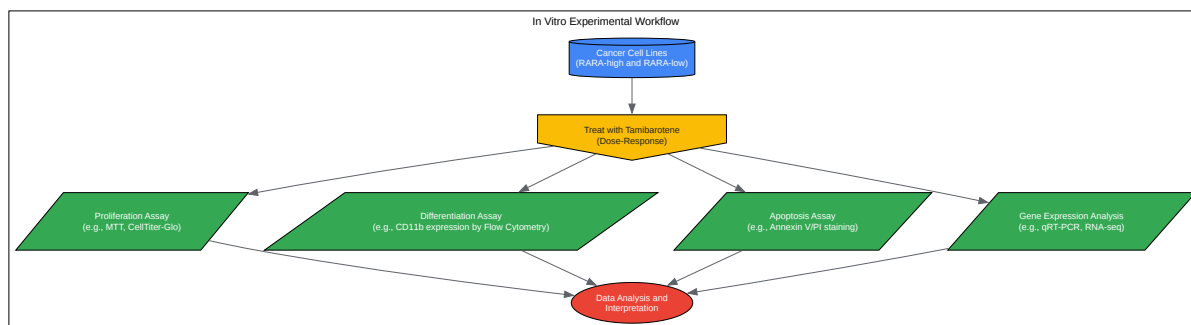 In Vitro Experimental Workflow
Cancer Cell Lines
(RARA-high and RARA-low)
Treat with Tamibarotene
(Dose-Response)
Proliferation Assay
(e.g., MTT, CellTiter-Glo)
Differentiation Assay
(e.g., CD11b expression by Flow Cytometry)
Apoptosis Assay
(e.g., Annexin V/PI staining)
Gene Expression Analysis
(e.g., qRT-PCR, RNA-seq)
Data Analysis and
Interpretation